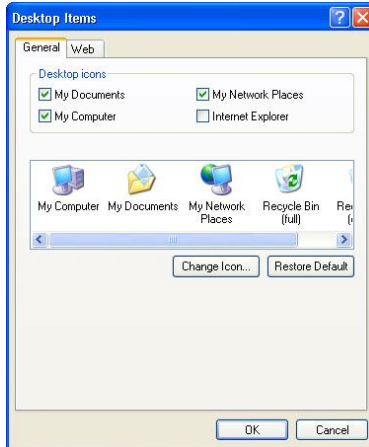 Desktop Items
General Web
Desktop icons
My Documents
My Network Places
My Computer
Internet Explorer
My Computer
My Documents
My Network Places
Recycle Bin (full)
Change Icon...
Restore Default
OK
Cancel